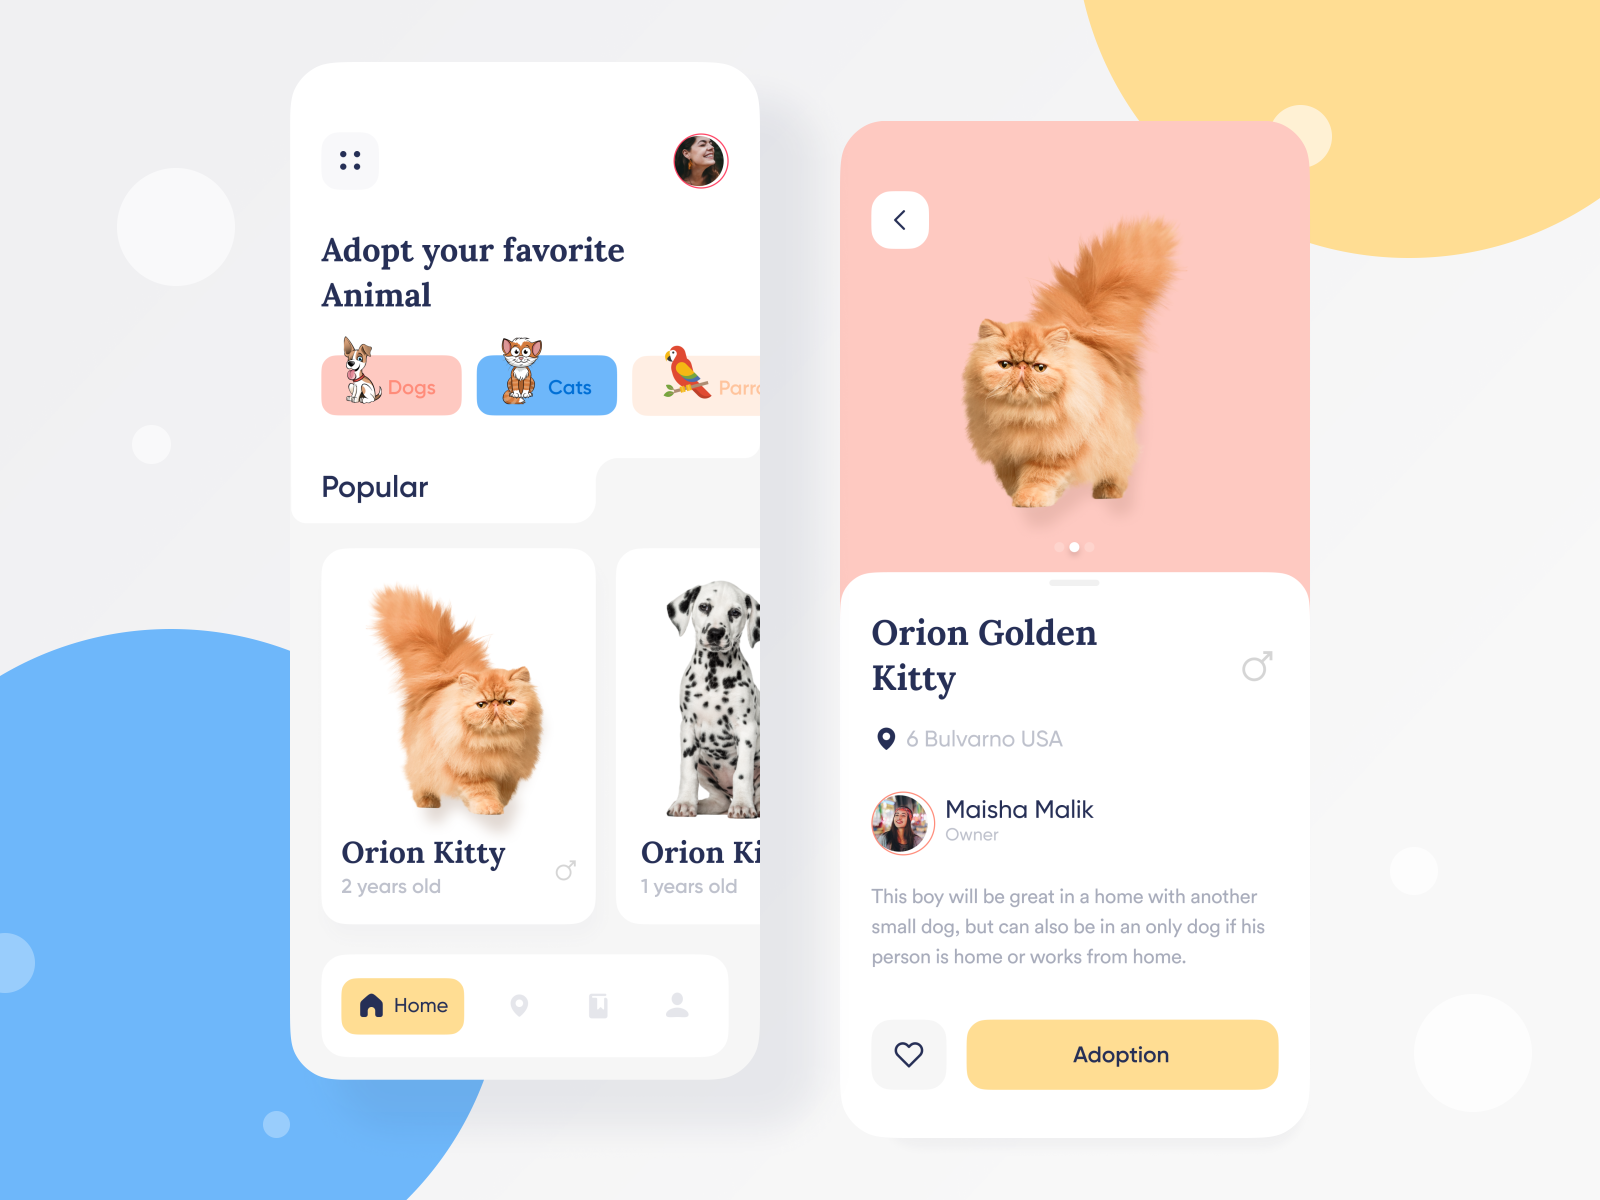 Adopt your favorite
Animal
Dogs
Cats
Parro
Popular
Orion Kitty
2 years old
Orion Ki
1 years old
Home
Orion Golden
Kitty
6 Bulvarno USA
Maisha Malik
Owner
This boy will be great in a home with another
small dog, but can also be in an only dog if his
person is home or works from home.
Adoption